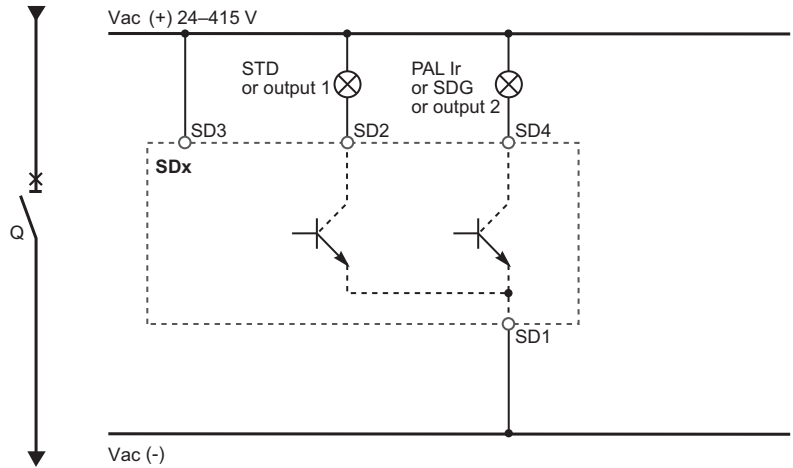 Vac (+) 24–415 V
STD
or output 1
PAL Ir
or SDG
or output 2
SD3
SD2
SD4
SDx
Q
SD1
Vac (-)